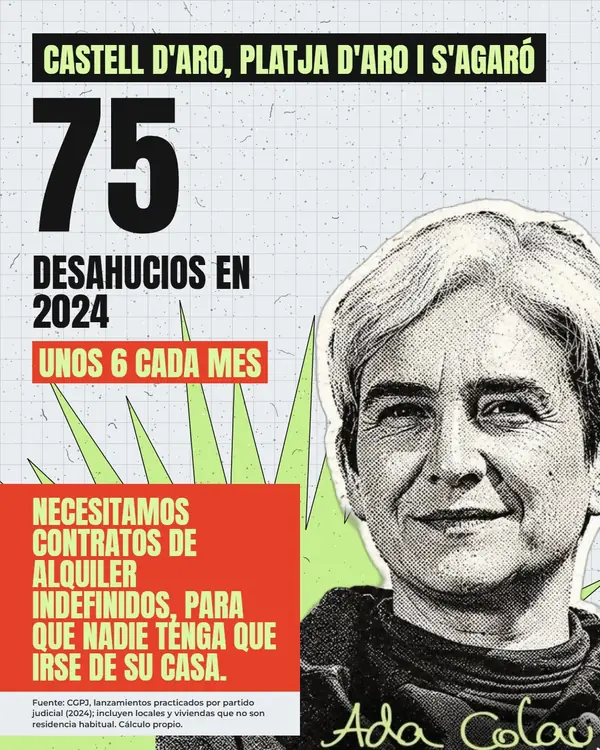 CASTELL D'ARO, PLATJA D'ARO I S'AGARÓ
75
DESAHUCIOS EN
2024
UNOS 6 CADA MES
NECESITAMOS
CONTRATOS DE
ALQUILER
INDEFINIDOS, PARA
QUE NADIE TENGA QUE
IRSE DE SU CASA.
Fuente: CGPJ, lanzamientos practicados por partido
judicial (2024); incluyen locales y viviendas que no son
residencia habitual. Cálculo propio.
Ada Colau